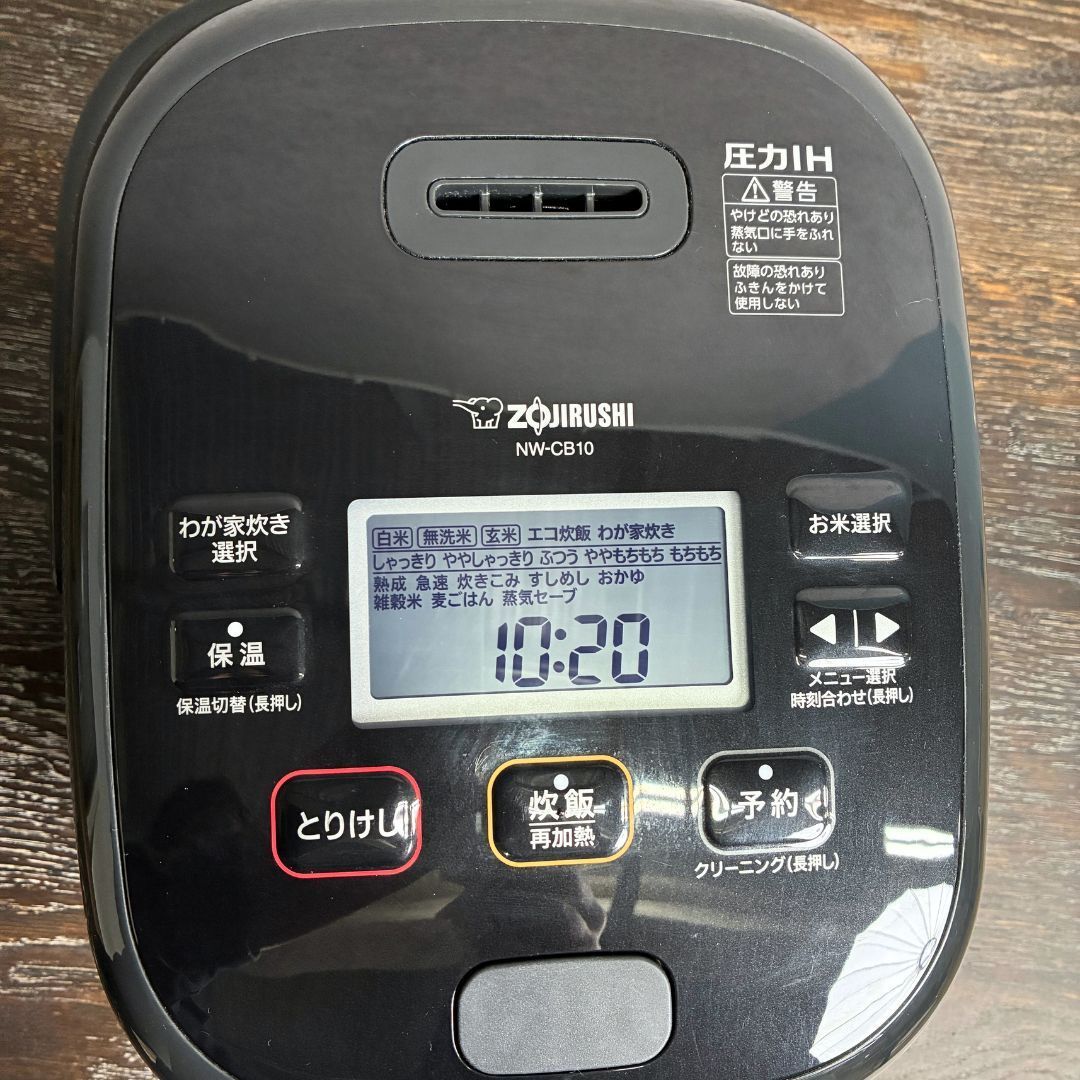 圧力IH
警告
やけどの恐れあり
蒸気口に手をふれ
ない
故障の恐れあり
ふきんをかけて
使用しない
ZOJIRUSHI
NW-CB10
わが家炊き
選択
お米選択
白米 無洗米 玄米 エコ炊飯 わが家炊き
しゃっきり ややしゃっきり ふつう ややもちもち もちもち
熟成 急速 炊きこみ すしめし おかゆ
雑穀米 麦ごはん 蒸気セーブ
10:20
保温
保温切替(長押し)
メニュー選択
時刻合わせ(長押し)
とりけし
炊飯
再加熱
予約
クリーニング(長押し)